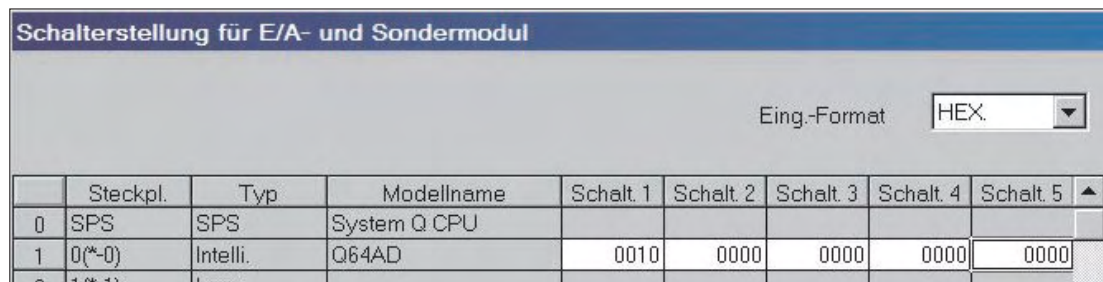 Schalterstellung für E/A- und Sondermodul
Eing.-Format HEX.
Steckpl. Typ Modellname Schalt. 1 Schalt. 2 Schalt. 3 Schalt. 4 Schalt. 5
0 SPS SPS System Q CPU
1 0(*-0) Intelli. Q64AD 0010 0000 0000 0000 0000